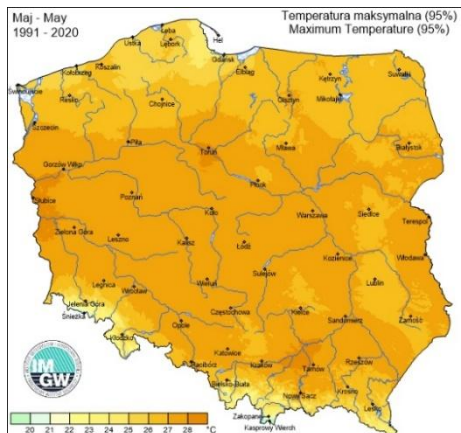 Maj - May
1991 - 2020
Temperatura maksymalna (95%)
Maximum Temperature (95%)
Łeba
Hel
Ustka
Lębork
Gdańsk
Kołobrzeg
Koszalin
Elbląg
Kętrzyn
Suwałki
Świnoujście
Resko
Chojnice
Olsztyn
Mikołajki
Szczecin
Piła
Toruń
Mława
Białystok
Gorzów Wlkp.
Płock
Słubice
Poznań
Koło
Warszawa
Siedlce
Terespol
Zielona Góra
Leszno
Kalisz
Łódź
Kozienice
Włodawa
Sulejów
Legnica
Wrocław
Wieluń
Lublin
Jelenia Góra
Śnieżka
Częstochowa
Kielce
Sandomierz
Zamość
Kłodzko
Opole
Racibórz
Katowice
Kraków
Tarnów
Rzeszów
Bielsko-Biała
Nowy Sącz
Krosno
Lesko
Zakopane
Kasprowy Wierch
IM
GW
20 21 22 23 24 25 26 27 28 °C